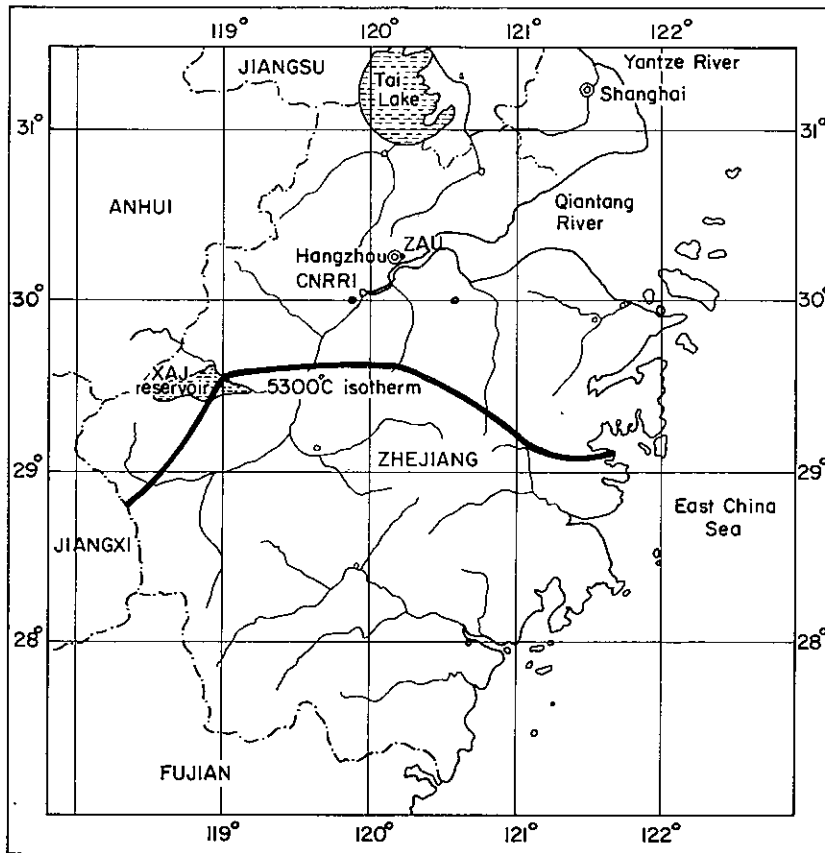 119° 120° 121° 122°
JIANGSU
Tai
Lake
Yantze River
Shanghai
31° 31°
ANHUI
Qiantang
River
Hangzhou ZAU
CNRRI
30° 30°
XAJ
reservoir
5300C isotherm
ZHEJIANG
29° 29°
East China
Sea
JIANGXI
28° 28°
FUJIAN
119° 120° 121° 122°